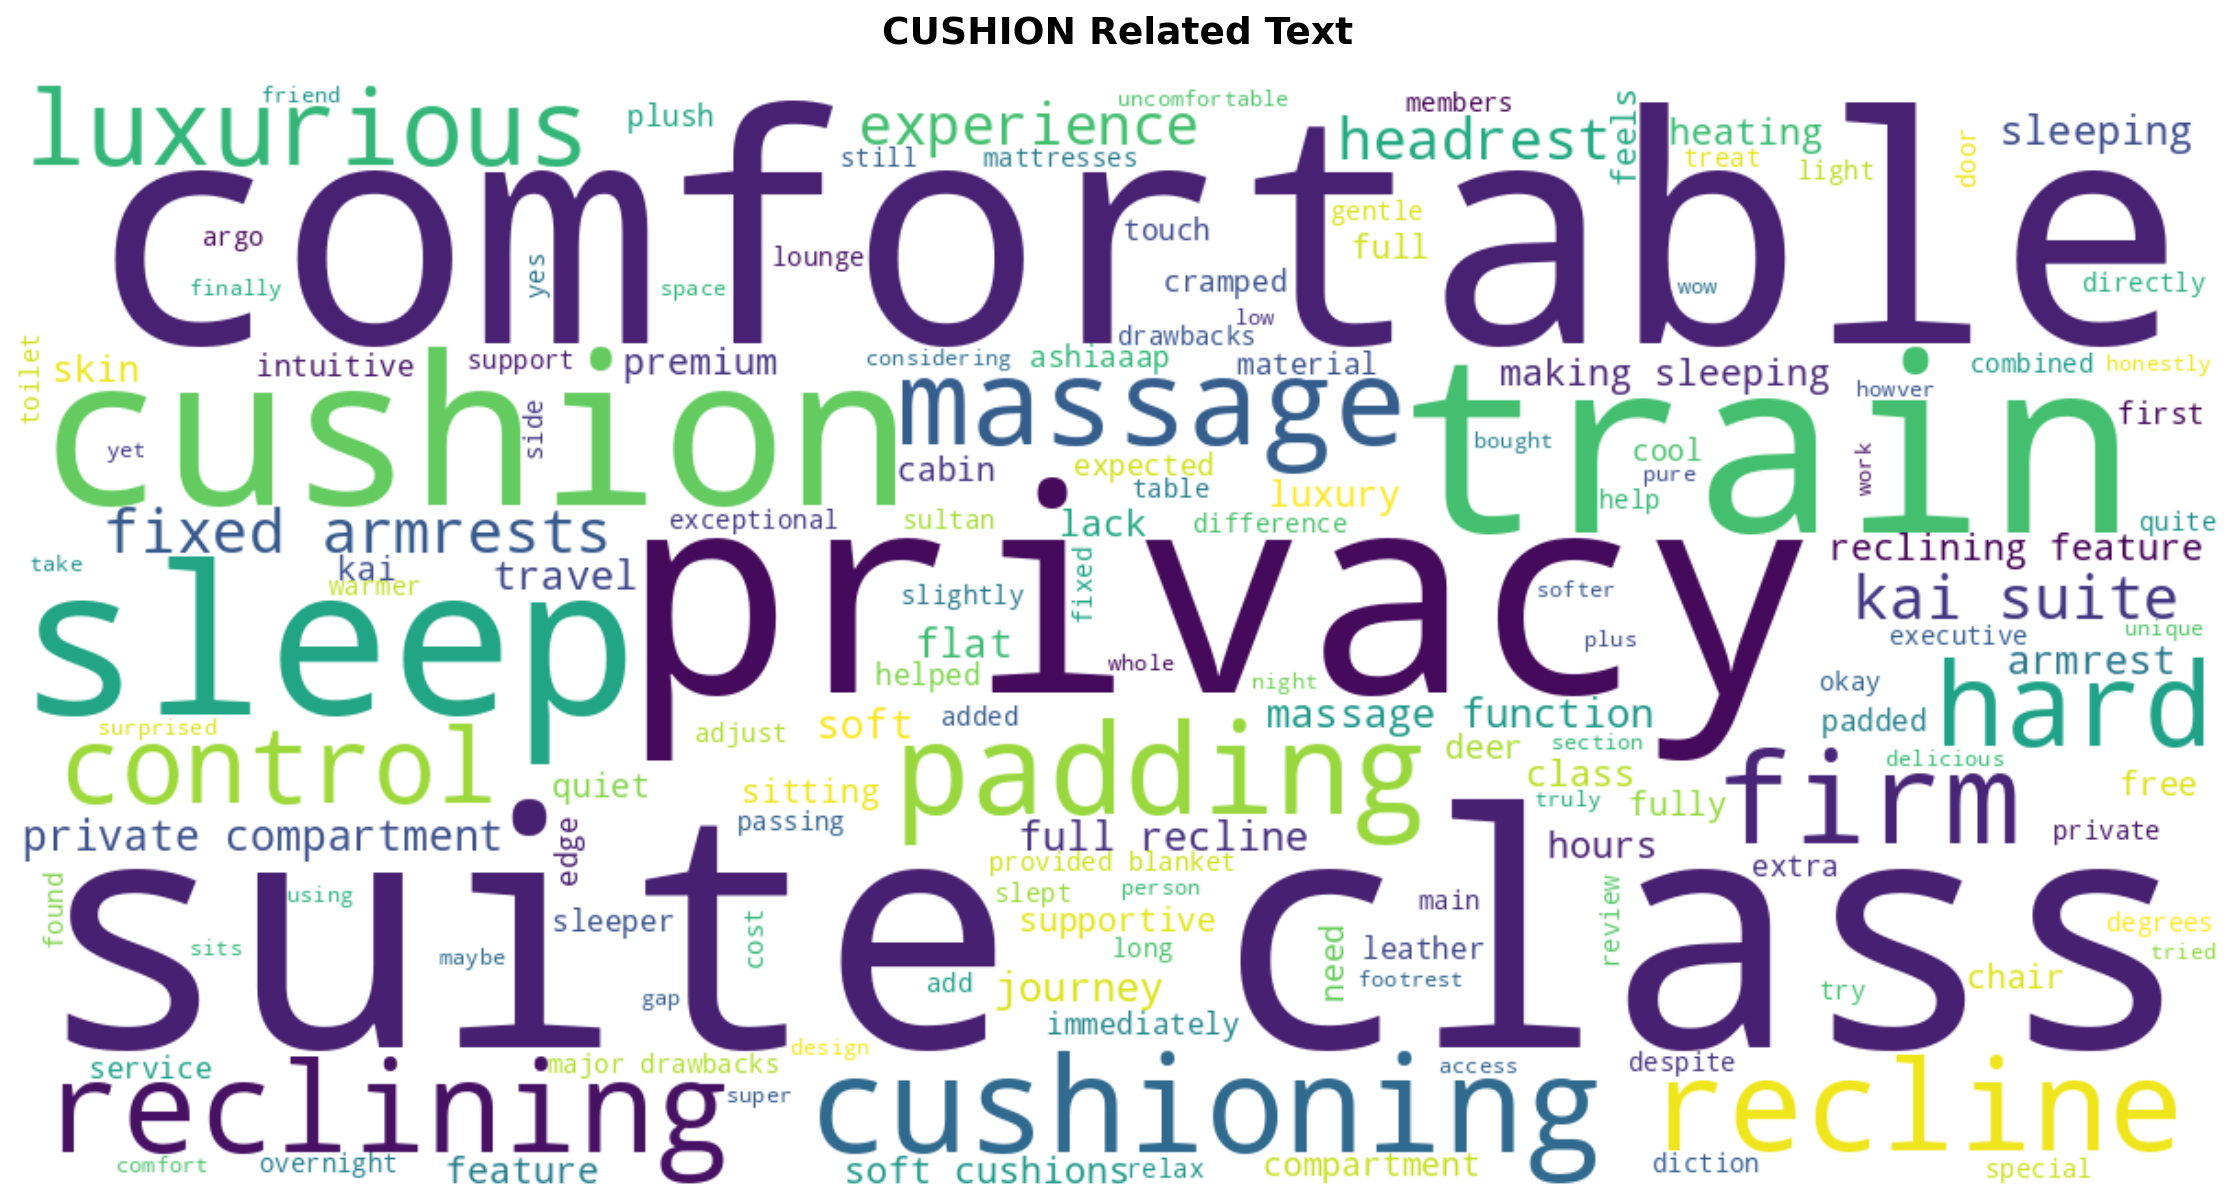 CUSHION Related Text
luxurious
friend
plush
experience
uncomfortable
members
headrest
feels
heating
door
sleeping
still
mattresses
treat
light
comfortable
argo
finally
yes
lounge
space
touch
gentle
full
cramped
wow
directly
low
drawbacks
toilet
skin
intuitive
support
premium
considering
ashiaaap
material
making sleeping
howver
combined
honestly
cushion
massage
train
first
yet
side
cabin
expected
bought
cool
pure
work
table
luxury
help
fixed armrests
exceptional
sultan
lack
difference
quite
take
kai
warmer
travel
privacy
reclining feature
sleep
slightly
fixed
softer
kai suite
flat
plus
executive
unique
helped
whole
armrest
hard
night
okay
surprised
control
adjust
soft
added
massage function
padded
padding
deer
section
delicious
firm
quiet
sitting
class
truly
fully
free
private compartment
edge
passing
full recline
hours
private
provided blanket
extra
suite class
found
using
slept
person
main
review
sleeper
cost
supportive
need
degrees
sits
maybe
long
leather
tried
gap
add
journey
footrest
try
chair
immediately
service
major drawbacks
design
access
despite
reclining
super
cushioning
recline
comfort
overnight
feature
soft cushions
relax
compartment
diction
special